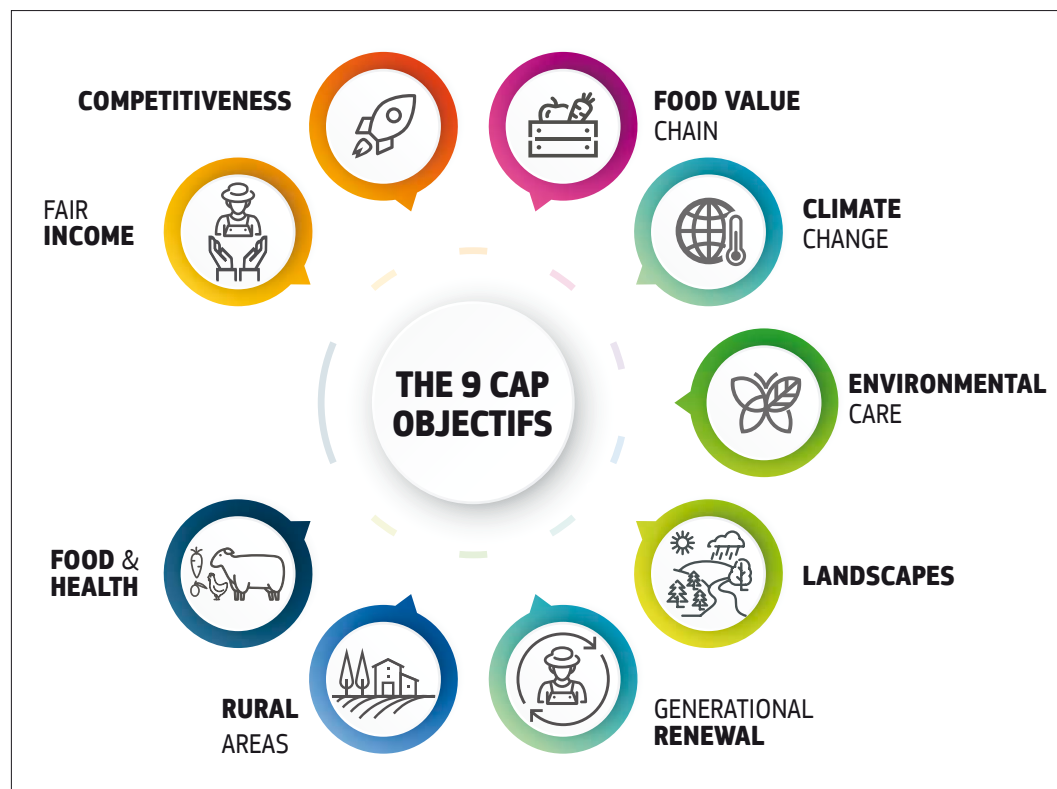 COMPETITIVENESS
FOOD VALUE
CHAIN
FAIR
INCOME
CLIMATE
CHANGE
THE 9 CAP
OBJECTIFS
ENVIRONMENTAL
CARE
FOOD &
HEALTH
LANDSCAPES
RURAL
AREAS
GENERATIONAL
RENEWAL